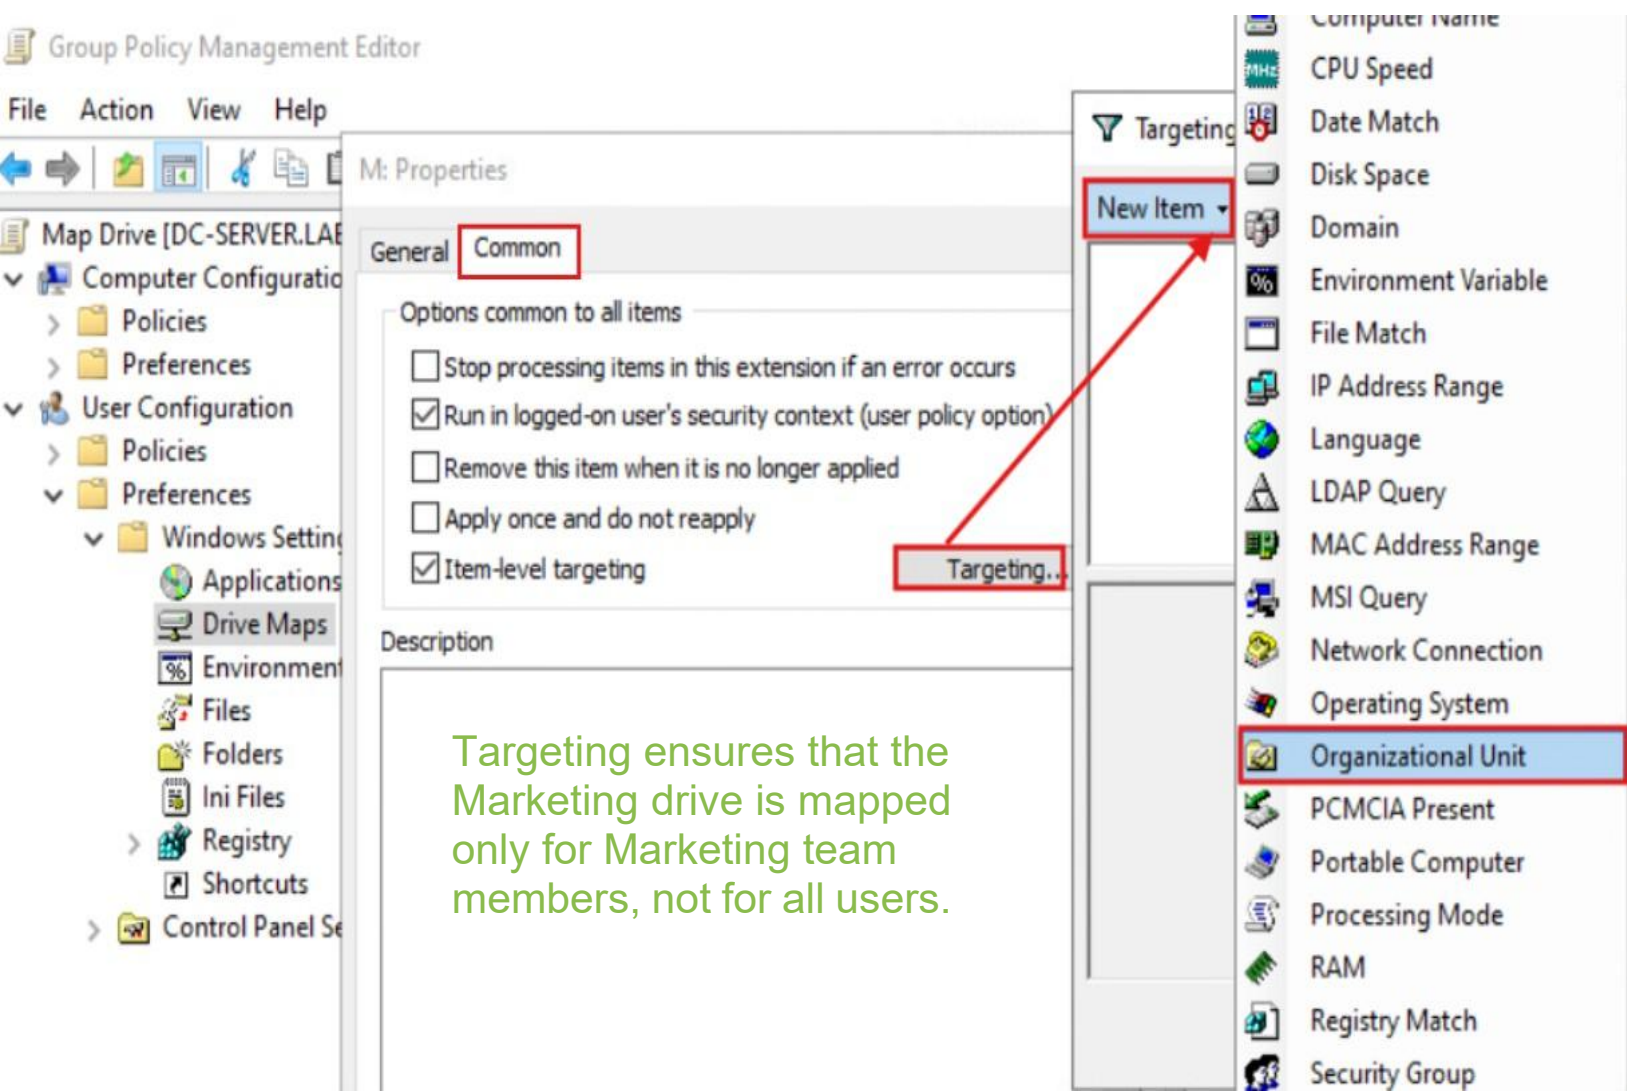 Group Policy Management Editor
File Action View Help
Map Drive [DC-SERVER.LAB
Computer Configuratio
Policies
Preferences
User Configuration
Policies
Preferences
Windows Setting
Applications
Drive Maps
Environment
Files
Folders
Ini Files
Registry
Shortcuts
Control Panel Se
M: Properties
General Common
Options common to all items
Stop processing items in this extension if an error occurs
Run in logged-on user's security context (user policy option)
Remove this item when it is no longer applied
Apply once and do not reapply
Item-level targeting
Targeting...
Description
Targeting ensures that the
Marketing drive is mapped
only for Marketing team
members, not for all users.
Targeting
New Item
Computer Name
CPU Speed
Date Match
Disk Space
Domain
Environment Variable
File Match
IP Address Range
Language
LDAP Query
MAC Address Range
MSI Query
Network Connection
Operating System
Organizational Unit
PCMCIA Present
Portable Computer
Processing Mode
RAM
Registry Match
Security Group